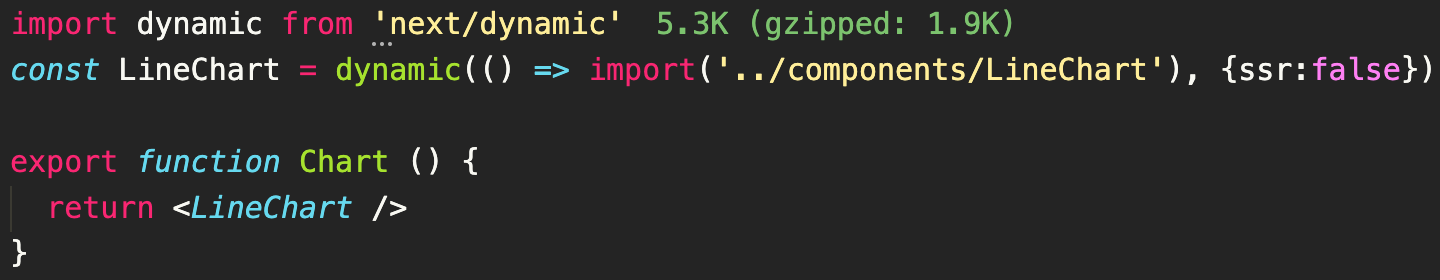 import dynamic from 'next/dynamic'  5.3K (gzipped: 1.9K)
const LineChart = dynamic(() => import('../components/LineChart'), {ssr:false})
export function Chart () {
  return <LineChart />
}